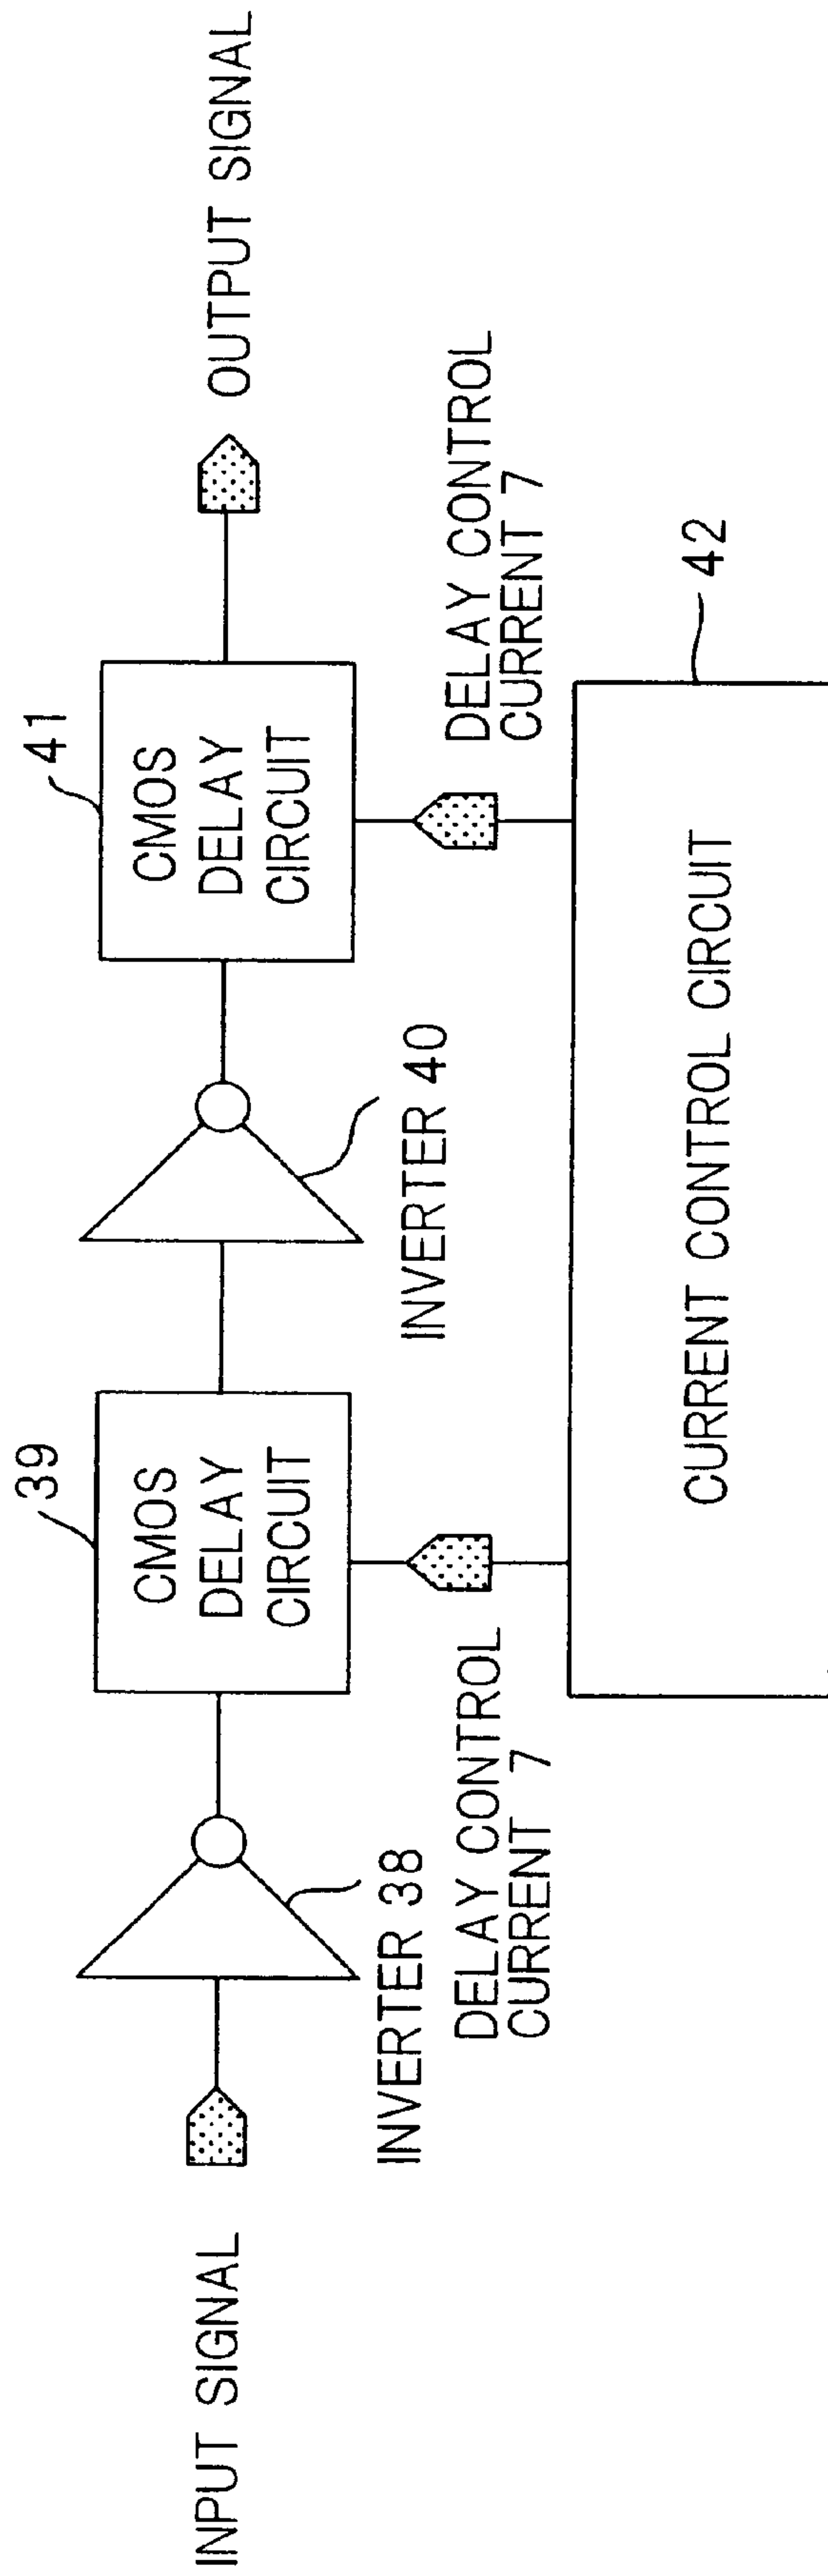 INPUT SIGNAL
INVERTER 38
39
CMOS
DELAY
CIRCUIT
DELAY CONTROL
CURRENT 7
INVERTER 40
41
CMOS
DELAY
CIRCUIT
DELAY CONTROL
CURRENT 7
OUTPUT SIGNAL
CURRENT CONTROL CIRCUIT
42